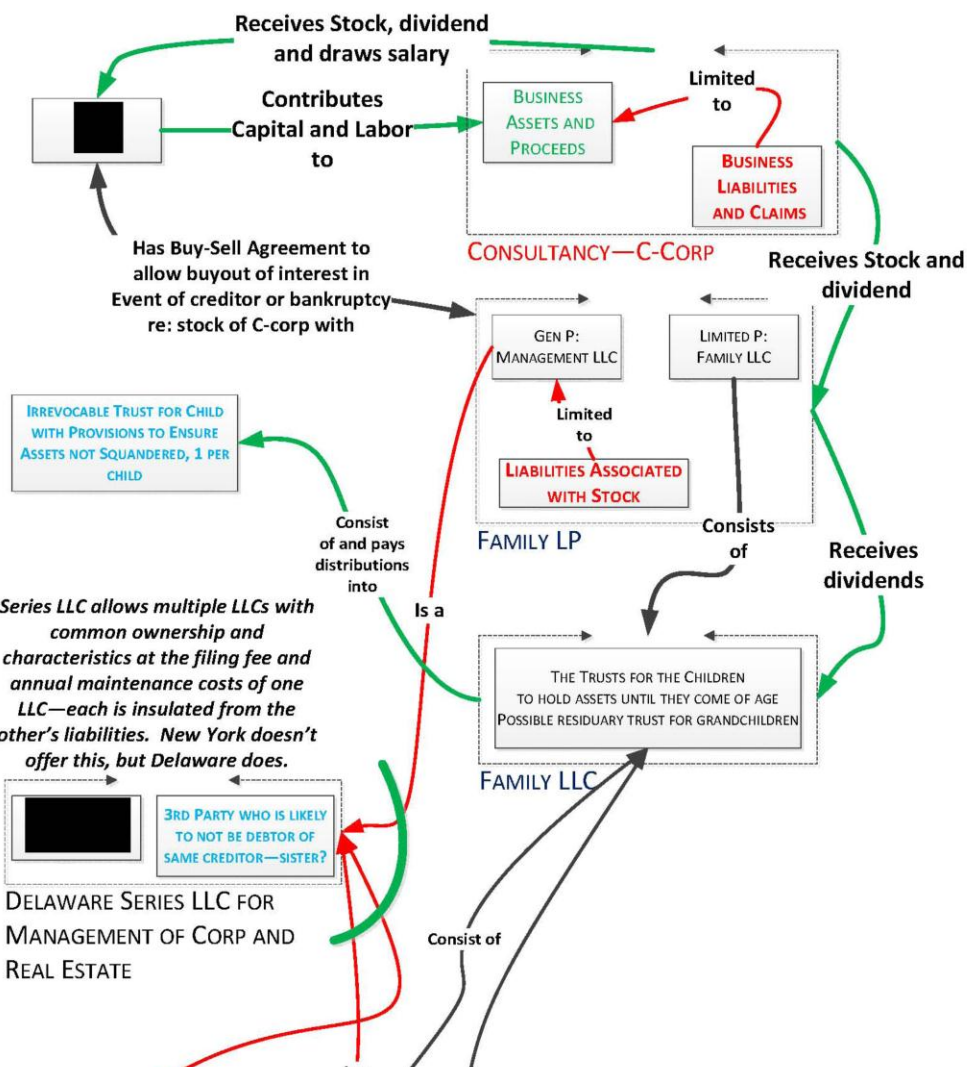 Receives Stock, dividend
and draws salary
Contributes
Capital and Labor
to
BUSINESS
ASSETS AND
PROCEEDS
Limited
to
BUSINESS
LIABILITIES
AND CLAIMS
CONSULTANCY—C-CORP
Has Buy-Sell Agreement to
allow buyout of interest in
Event of creditor or bankruptcy
re: stock of C-corp with
Receives Stock and
dividend
GEN P:
MANAGEMENT LLC
LIMITED P:
FAMILY LLC
Limited
to
LIABILITIES ASSOCIATED
WITH STOCK
FAMILY LP
IRREVOCABLE TRUST FOR CHILD
WITH PROVISIONS TO ENSURE
ASSETS NOT SQUANDERED, 1 PER
CHILD
Consist
of and pays
distributions
into
Is a
Consists
of
Receives
dividends
Series LLC allows multiple LLCs with
common ownership and
characteristics at the filing fee and
annual maintenance costs of one
LLC—each is insulated from the
other's liabilities. New York doesn't
offer this, but Delaware does.
THE TRUSTS FOR THE CHILDREN
TO HOLD ASSETS UNTIL THEY COME OF AGE
POSSIBLE RESIDUARY TRUST FOR GRANDCHILDREN
FAMILY LLC
3RD PARTY WHO IS LIKELY
TO NOT BE DEBTOR OF
SAME CREDITOR—SISTER?
DELAWARE SERIES LLC FOR
MANAGEMENT OF CORP AND
REAL ESTATE
Consist of